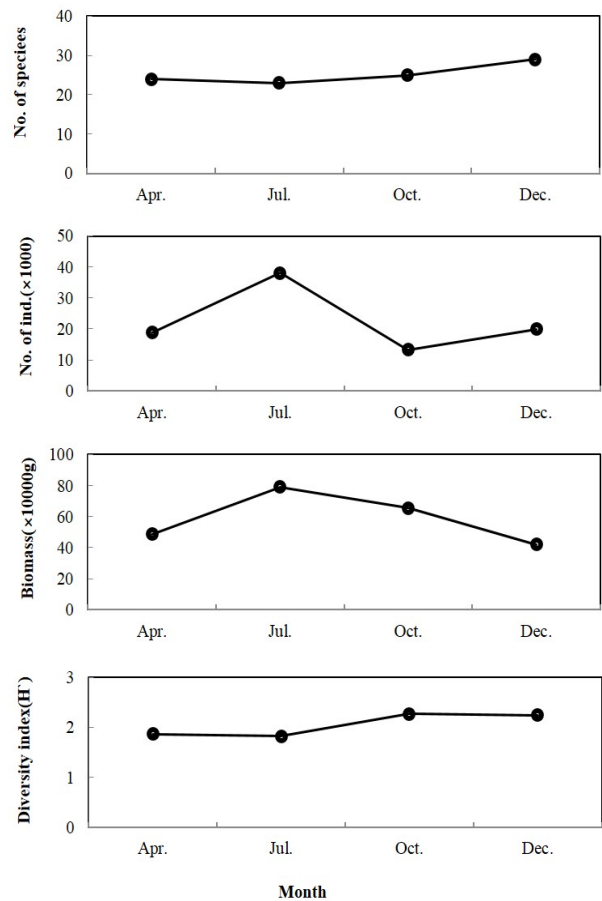 No. of speciees
40
30
20
10
0
Apr. Jul. Oct. Dec.
No. of ind.(×1000)
50
40
30
20
10
0
Apr. Jul. Oct. Dec.
Biomass(×10000g)
100
80
60
40
20
0
Apr. Jul. Oct. Dec.
Diversity index(H`)
3
2
1
0
Apr. Jul. Oct. Dec.
Month